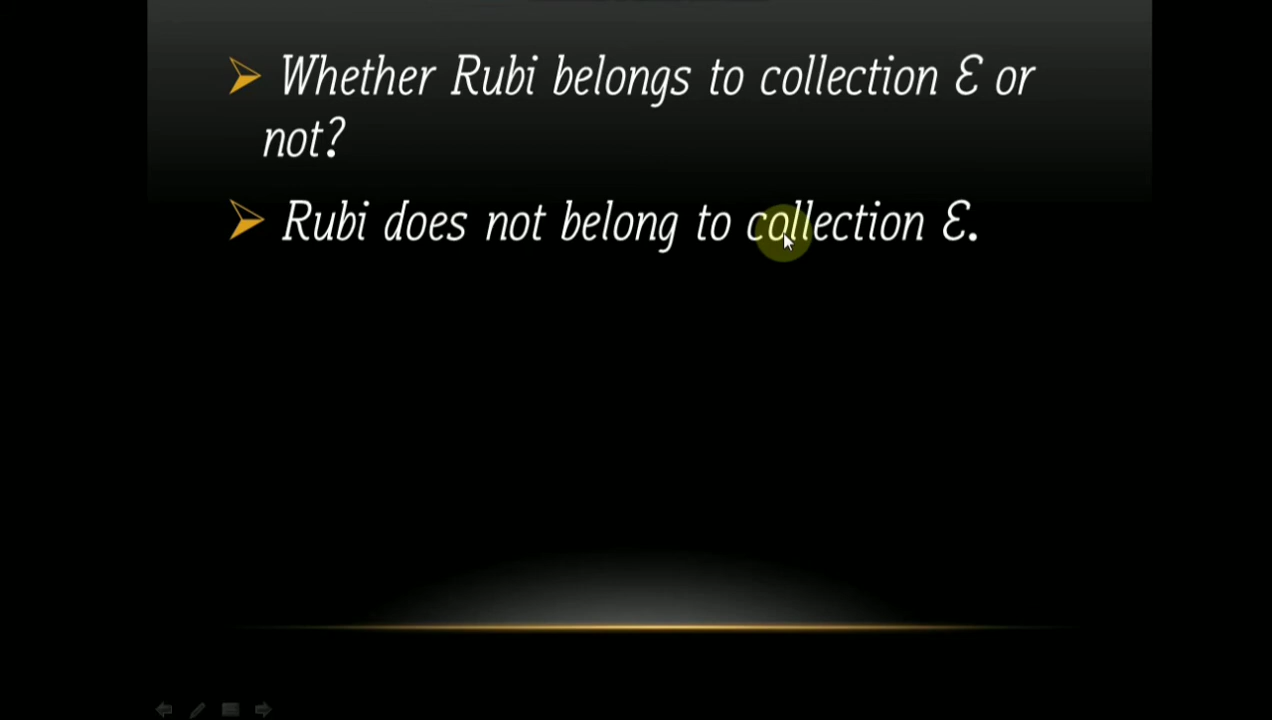 Whether Rubi belongs to collection Ɛ or
not?
Rubi does not belong to collection Ɛ.